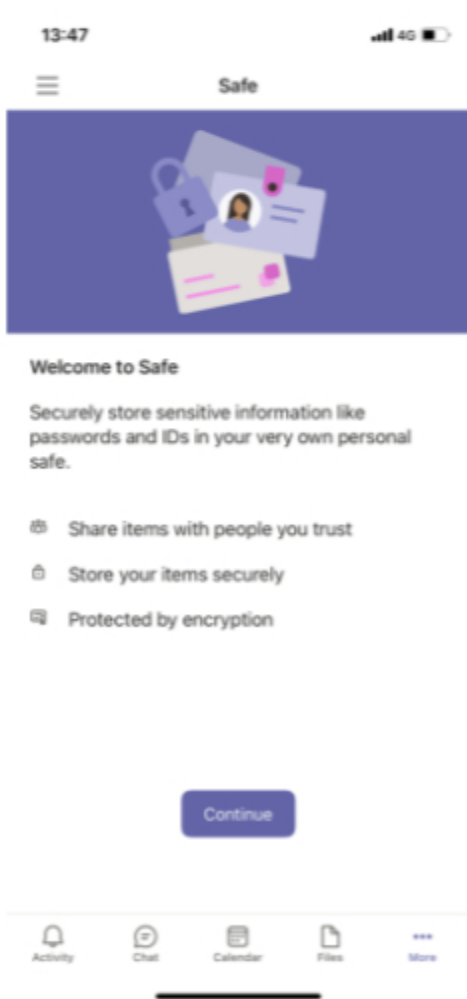 13:47
4G
Safe
Welcome to Safe
Securely store sensitive information like
passwords and IDs in your very own personal
safe.
Share items with people you trust
Store your items securely
Protected by encryption
Continue
Activity
Chat
Calendar
Files
More